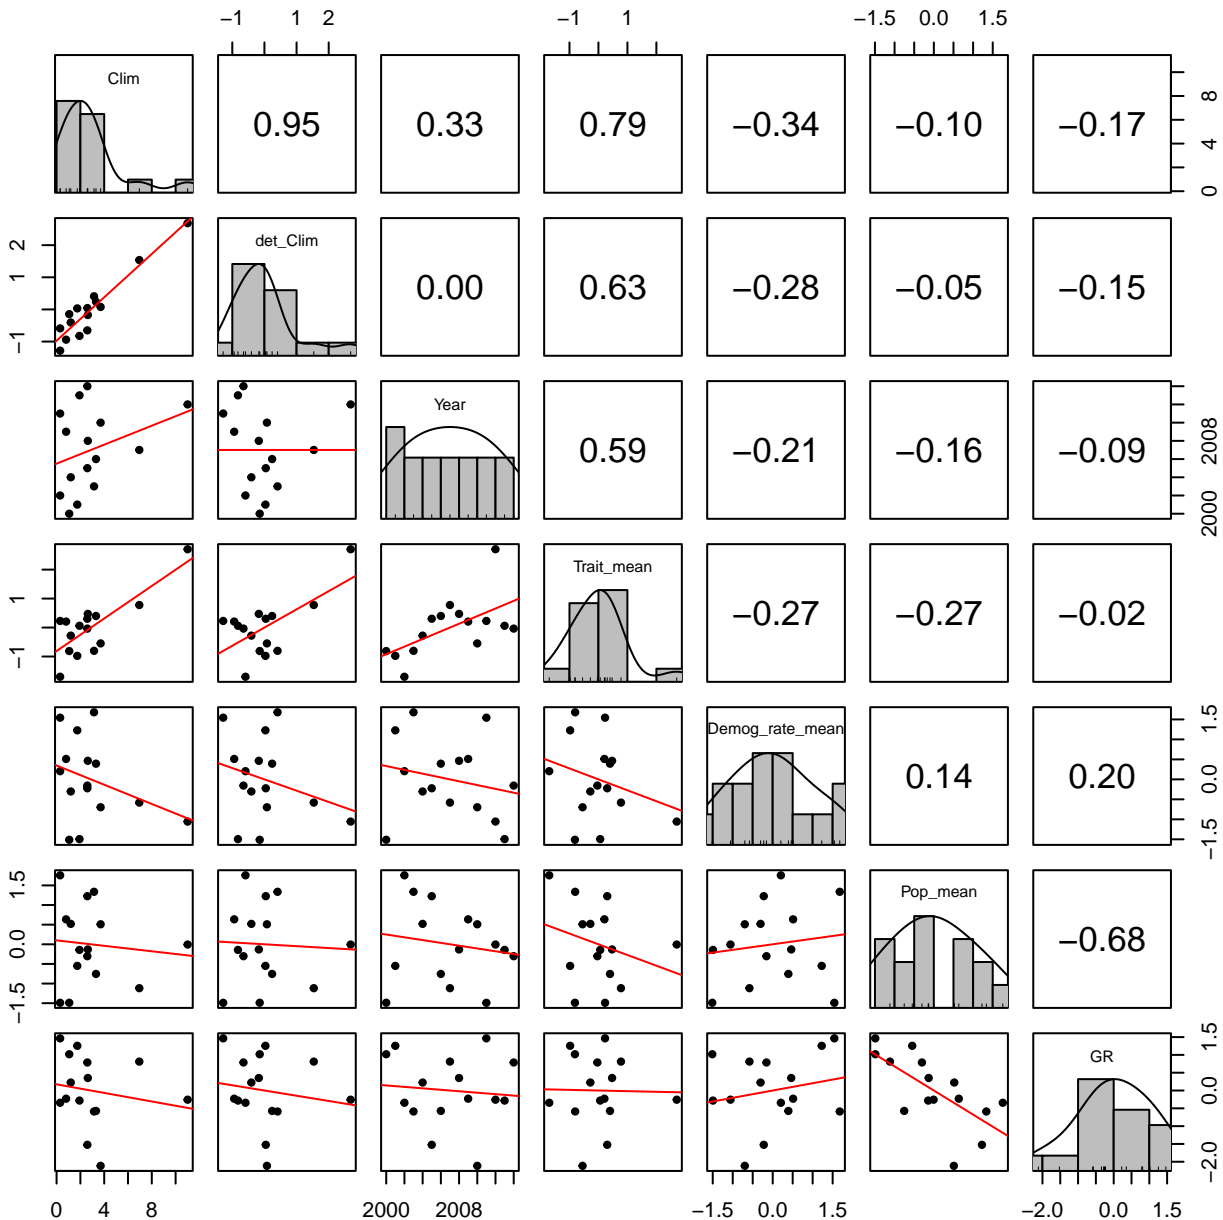 −1 1 2 −1 1 −1.5 0.0 1.5
Clim 0.95 0.33 0.79 −0.34 −0.10 −0.17 0 4 8
−1 1 2 det_Clim 0.00 0.63 −0.28 −0.05 −0.15
Year 0.59 −0.21 −0.16 −0.09 2000 2008
−1 1 Trait_mean −0.27 −0.27 −0.02
Demog_rate_mean 0.14 0.20 −1.5 0.0 1.5
−1.5 0.0 1.5 Pop_mean −0.68
GR −2.0 0.0 1.5
0 4 8 2000 2008 −1.5 0.0 1.5 −2.0 0.0 1.5